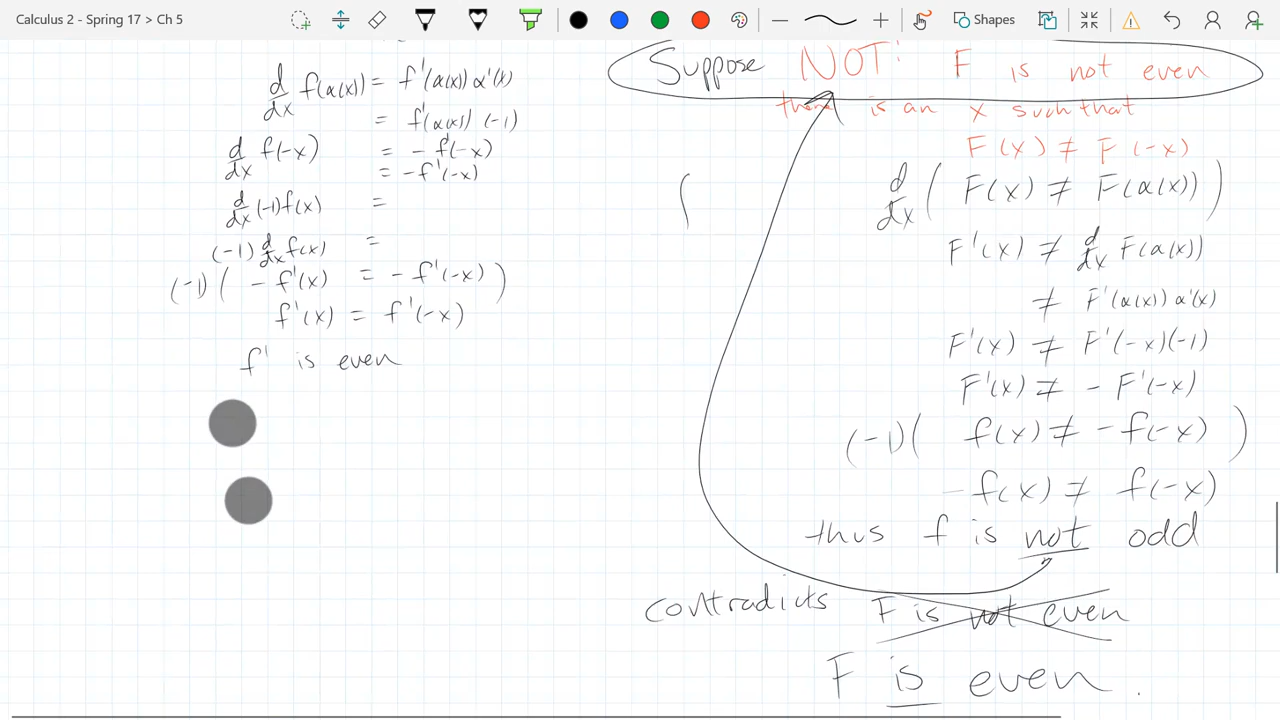 Calculus 2 - Spring 17 > Ch 5
Shapes
d/dx f(α(x)) = f'(α(x)) α'(x)
= f'(α(x)) (-1)
d/dx f(-x) = - f'(-x)
= -f'(-x)
d/dx (-1)f(x) =
(-1) d/dx f(x) =
(-1) ( - f'(x) = - f'(-x) )
f'(x) = f'(-x)
f' is even
Suppose NOT: F is not even
there is an x such that
F(x) ≠ F(-x)
(
d/dx ( F(x) ≠ F(α(x)) )
F'(x) ≠ d/dx F(α(x))
≠ F'(α(x)) α'(x)
F'(x) ≠ F'(-x)(-1)
F'(x) ≠ - F'(-x)
(-1) ( f(x) ≠ - f(-x) )
- f(x) ≠ f(-x)
thus f is not odd
contradicts F is not even
F is even.